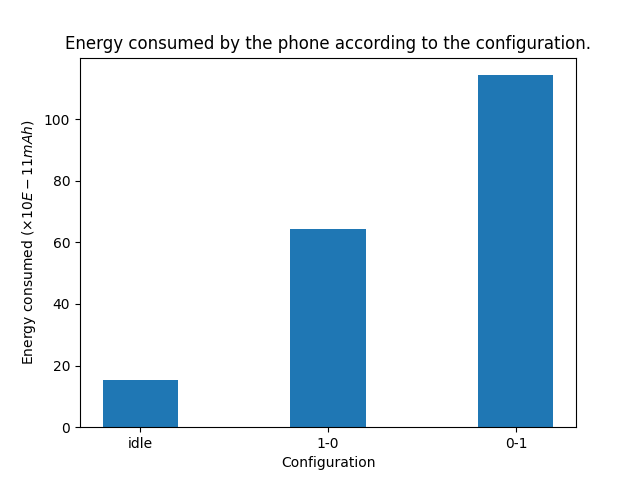 Energy consumed by the phone according to the configuration.
Energy consumed (×10E − 11mAh)
100
80
60
40
20
0
idle
1-0
0-1
Configuration